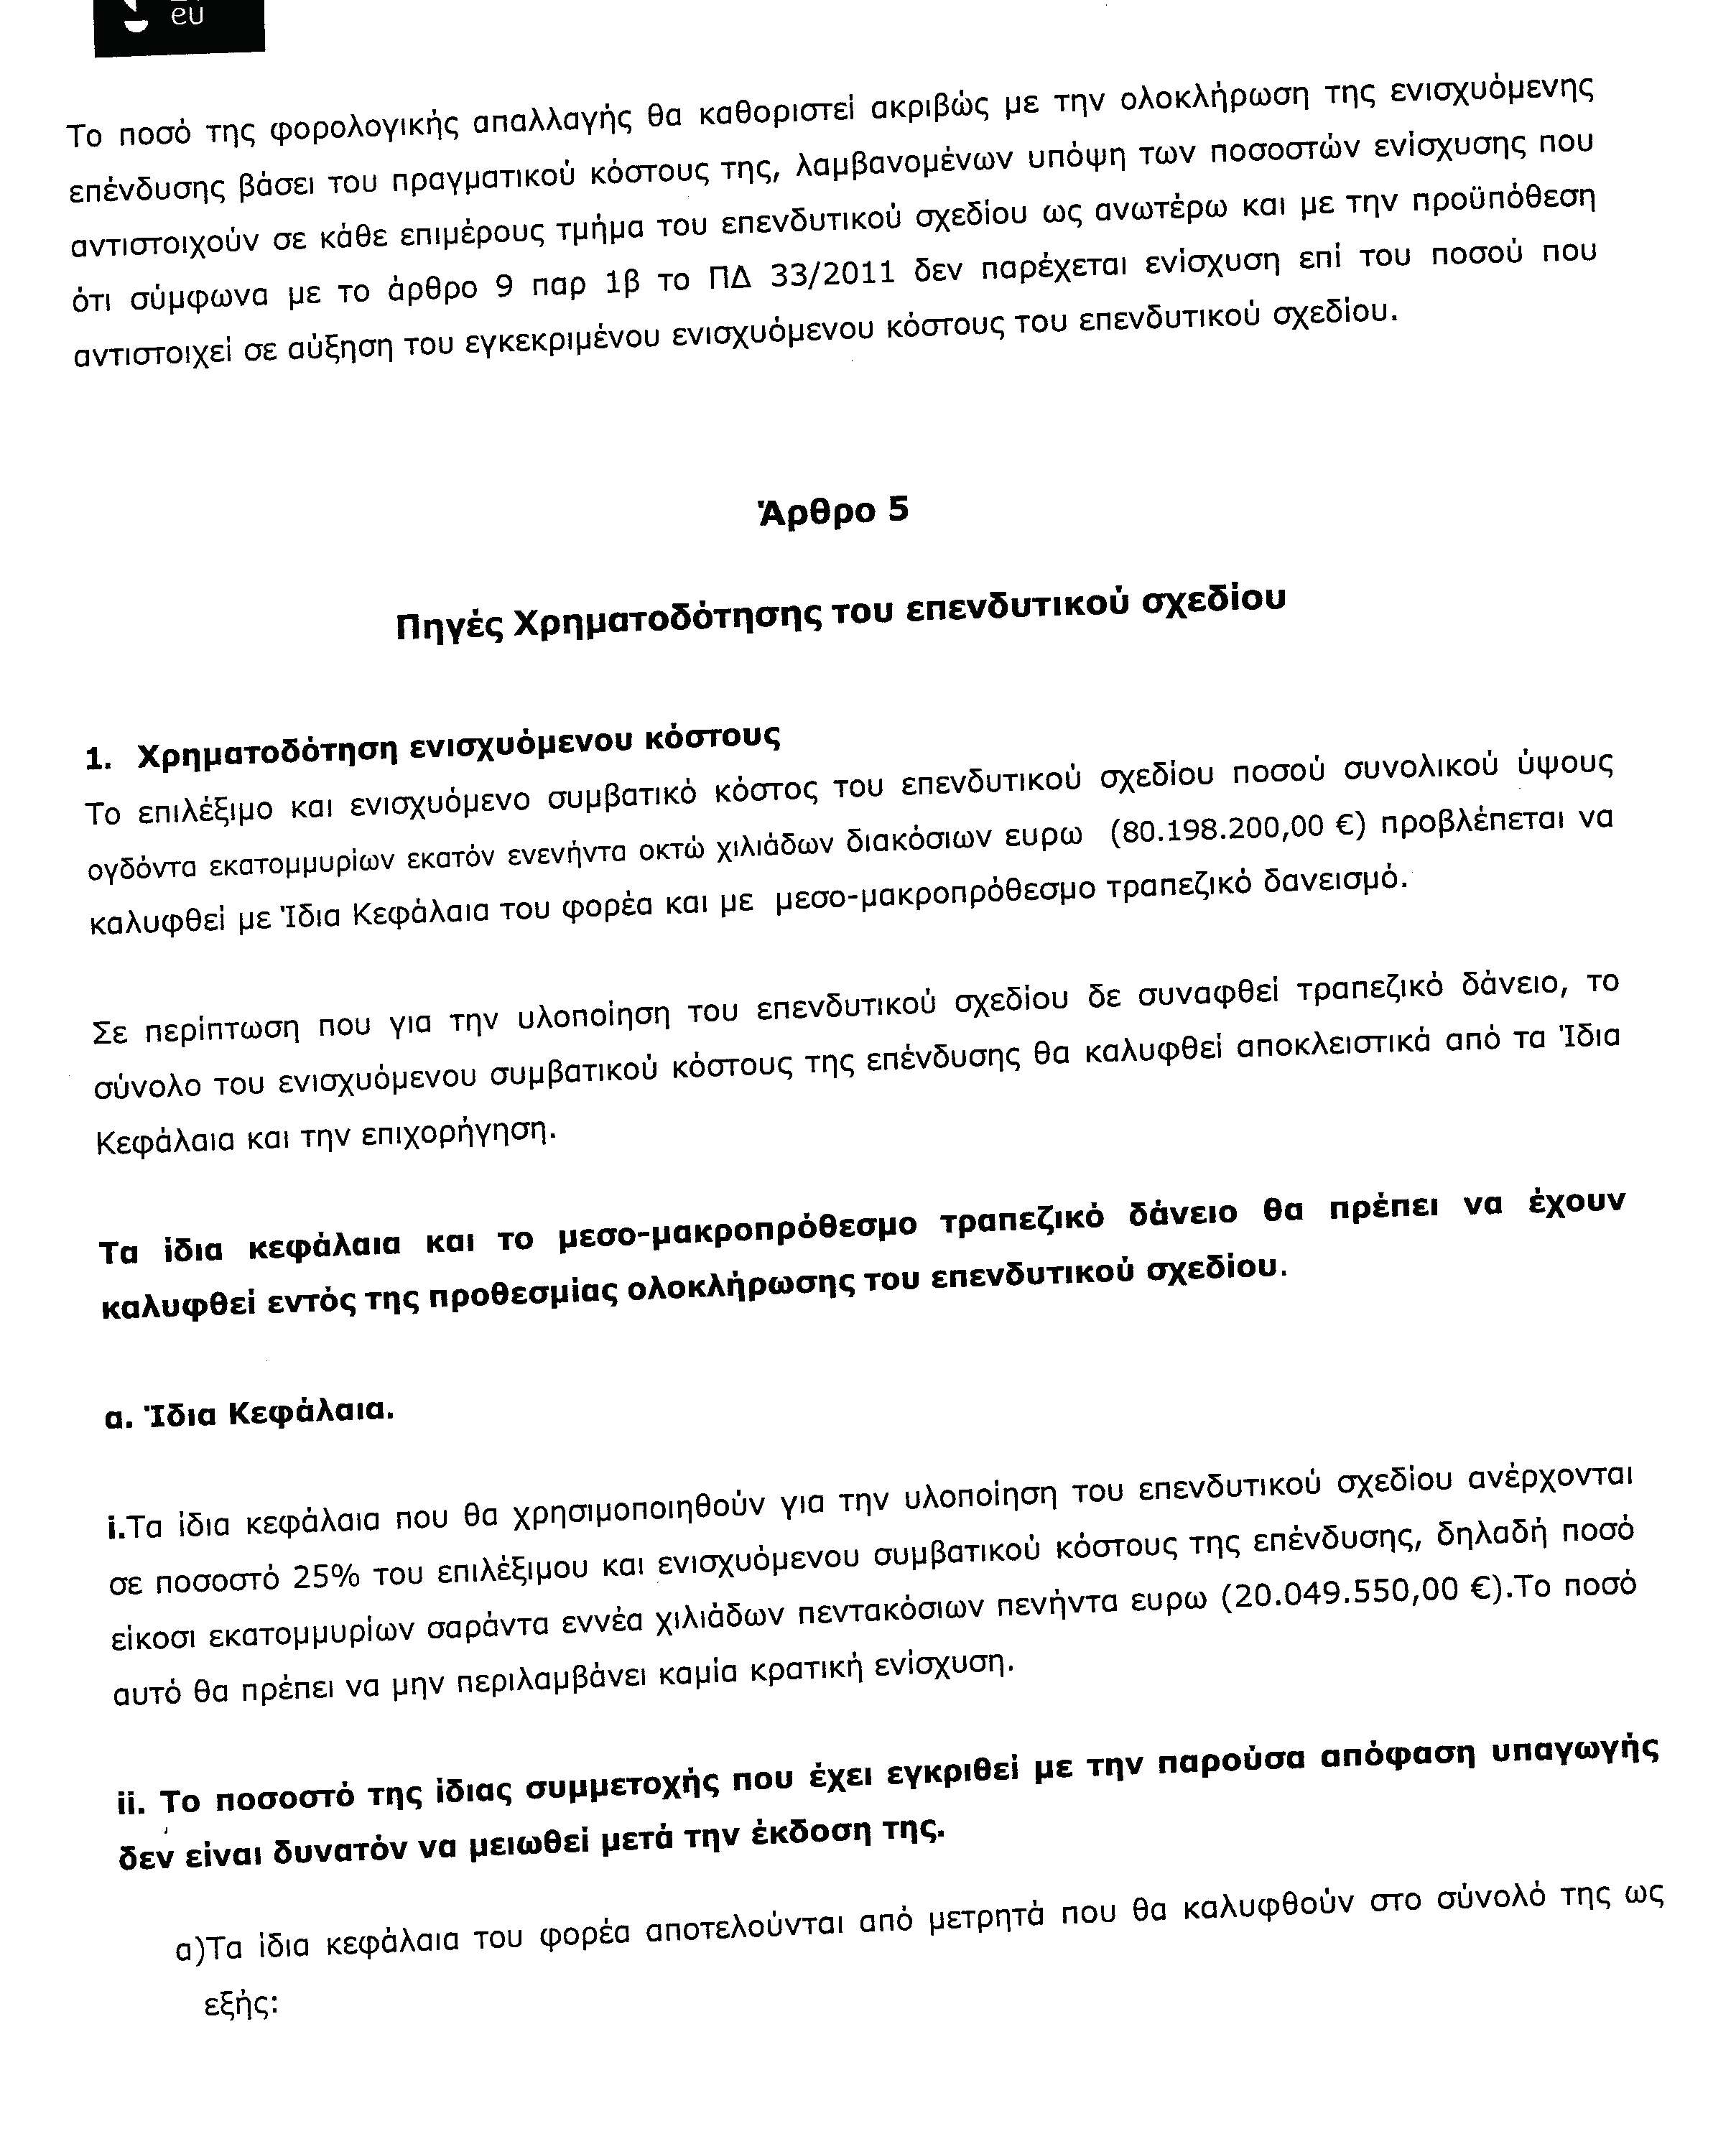 eu
Το ποσό της φορολογικής απαλλαγής θα καθοριστεί ακριβώς με την ολοκλήρωση της ενισχυόμενης
επένδυσης βάσει του πραγματικού κόστους της, λαμβανομένων υπόψη των ποσοστών ενίσχυσης που
αντιστοιχούν σε κάθε επιμέρους τμήμα του επενδυτικού σχεδίου ως ανωτέρω και με την προϋπόθεση
ότι σύμφωνα με το άρθρο 9 παρ 1β το ΠΔ 33/2011 δεν παρέχεται ενίσχυση επί του ποσού που
αντιστοιχεί σε αύξηση του εγκεκριμένου ενισχυόμενου κόστους του επενδυτικού σχεδίου.
Άρθρο 5
Πηγές Χρηματοδότησης του επενδυτικού σχεδίου
1. Χρηματοδότηση ενισχυόμενου κόστους
Το επιλέξιμο και ενισχυόμενο συμβατικό κόστος του επενδυτικού σχεδίου ποσού συνολικού ύψους
ογδόντα εκατομμυρίων εκατόν ενενήντα οκτώ χιλιάδων διακόσιων ευρω (80.198.200,00 €) προβλέπεται να
καλυφθεί με Ίδια Κεφάλαια του φορέα και με μεσο-μακροπρόθεσμο τραπεζικό δανεισμό.
Σε περίπτωση που για την υλοποίηση του επενδυτικού σχεδίου δε συναφθεί τραπεζικό δάνειο, το
σύνολο του ενισχυόμενου συμβατικού κόστους της επένδυσης θα καλυφθεί αποκλειστικά από τα Ίδια
Κεφάλαια και την επιχορήγηση.
Τα ίδια κεφάλαια και το μεσο-μακροπρόθεσμο τραπεζικό δάνειο θα πρέπει να έχουν
καλυφθεί εντός της προθεσμίας ολοκλήρωσης του επενδυτικού σχεδίου.
α. Ίδια Κεφάλαια.
i.Τα ίδια κεφάλαια που θα χρησιμοποιηθούν για την υλοποίηση του επενδυτικού σχεδίου ανέρχονται
σε ποσοστό 25% του επιλέξιμου και ενισχυόμενου συμβατικού κόστους της επένδυσης, δηλαδή ποσό
είκοσι εκατομμυρίων σαράντα εννέα χιλιάδων πεντακόσιων πενήντα ευρω (20.049.550,00 €).Το ποσό
αυτό θα πρέπει να μην περιλαμβάνει καμία κρατική ενίσχυση.
ii. Το ποσοστό της ίδιας συμμετοχής που έχει εγκριθεί με την παρούσα απόφαση υπαγωγής
δεν είναι δυνατόν να μειωθεί μετά την έκδοση της.
α)Τα ίδια κεφάλαια του φορέα αποτελούνται από μετρητά που θα καλυφθούν στο σύνολό της ως
εξής: